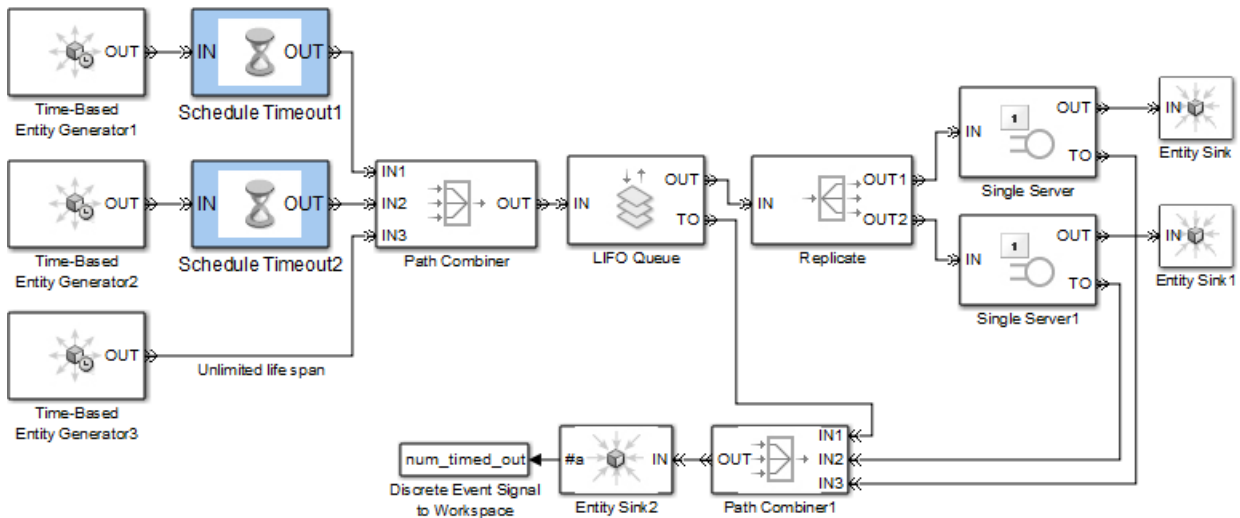 OUT
Time-Based
Entity Generator1
IN OUT
Schedule Timeout1
OUT
Time-Based
Entity Generator2
IN OUT
Schedule Timeout2
OUT
Time-Based
Entity Generator3
Unlimited life span
IN1
IN2
IN3
OUT
Path Combiner
IN
OUT
TO
LIFO Queue
IN
OUT1
OUT2
Replicate
IN
1
OUT
TO
Single Server
IN
Entity Sink
IN
1
OUT
TO
Single Server1
IN
Entity Sink1
num_timed_out
Discrete Event Signal
to Workspace
#a
IN
Entity Sink2
OUT
IN1
IN2
IN3
Path Combiner1